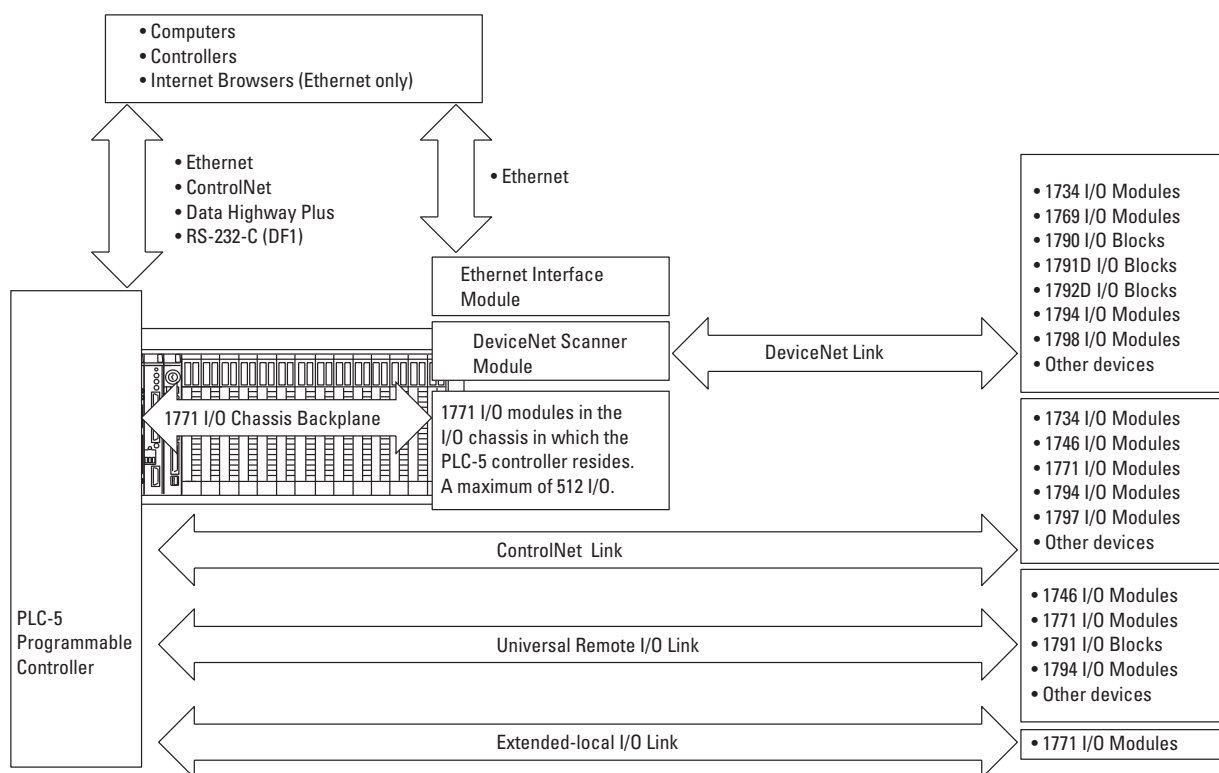 • Computers
• Controllers
• Internet Browsers (Ethernet only)
• Ethernet
• ControlNet
• Data Highway Plus
• RS-232-C (DF1)
• Ethernet
Ethernet Interface
Module
DeviceNet Scanner
Module
DeviceNet Link
• 1734 I/O Modules
• 1769 I/O Modules
• 1790 I/O Blocks
• 1791D I/O Blocks
• 1792D I/O Blocks
• 1794 I/O Modules
• 1798 I/O Modules
• Other devices
1771 I/O Chassis Backplane
1771 I/O modules in the
I/O chassis in which the
PLC-5 controller resides.
A maximum of 512 I/O.
• 1734 I/O Modules
• 1746 I/O Modules
• 1771 I/O Modules
• 1794 I/O Modules
• 1797 I/O Modules
• Other devices
ControlNet Link
PLC-5
Programmable
Controller
Universal Remote I/O Link
• 1746 I/O Modules
• 1771 I/O Modules
• 1791 I/O Blocks
• 1794 I/O Modules
• Other devices
Extended-local I/O Link
• 1771 I/O Modules